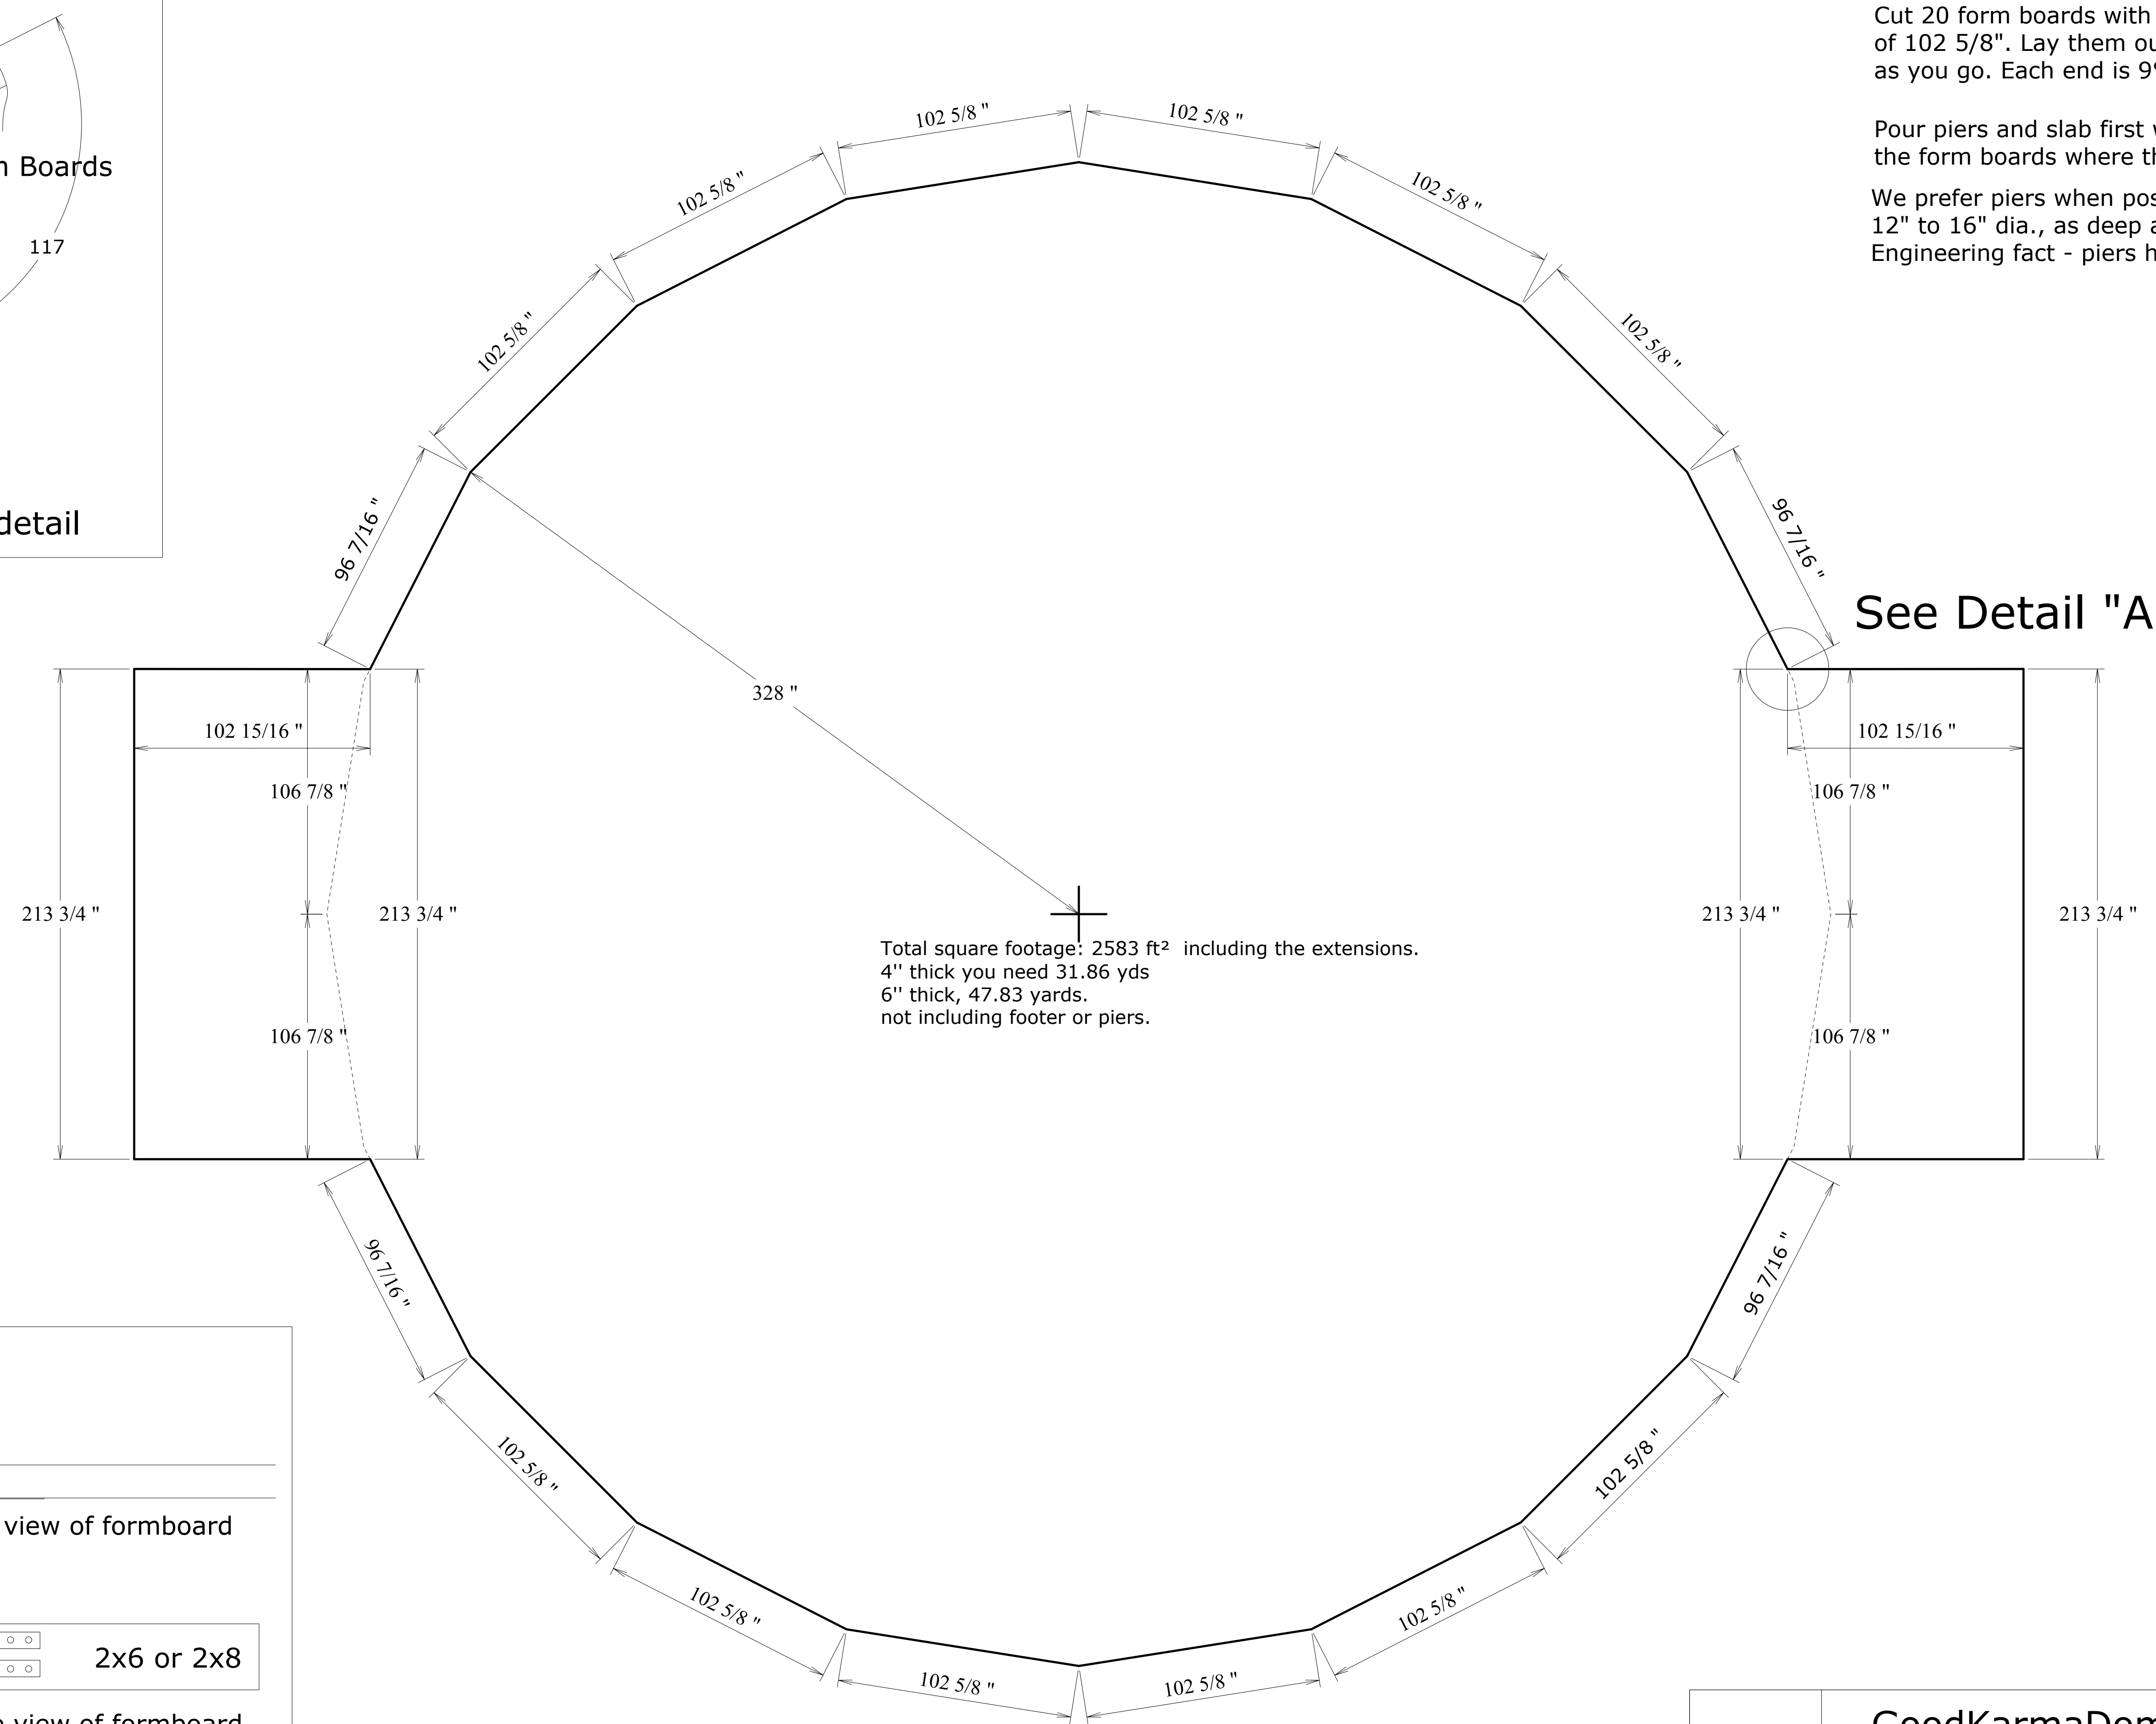 Cut 20 form boards with
of 102 5/8". Lay them ou
as you go. Each end is 9°
Pour piers and slab first
the form boards where th
We prefer piers when pos
12" to 16" dia., as deep a
Engineering fact - piers h
Boards
117
detail
102 5/8 "
102 5/8 "
102 5/8 "
102 5/8 "
102 5/8 "
102 5/8 "
96 7/16 "
96 7/16 "
See Detail "A
328 "
102 15/16 "
102 15/16 "
106 7/8 "
106 7/8 "
213 3/4 "
213 3/4 "
213 3/4 "
213 3/4 "
Total square footage: 2583 ft² including the extensions.
4'' thick you need 31.86 yds
6'' thick, 47.83 yards.
not including footer or piers.
106 7/8 "
106 7/8 "
96 7/16 "
96 7/16 "
102 5/8 "
102 5/8 "
view of formboard
102 5/8 "
102 5/8 "
2x6 or 2x8
102 5/8 "
102 5/8 "
view of formboard
GoodKarmaDom